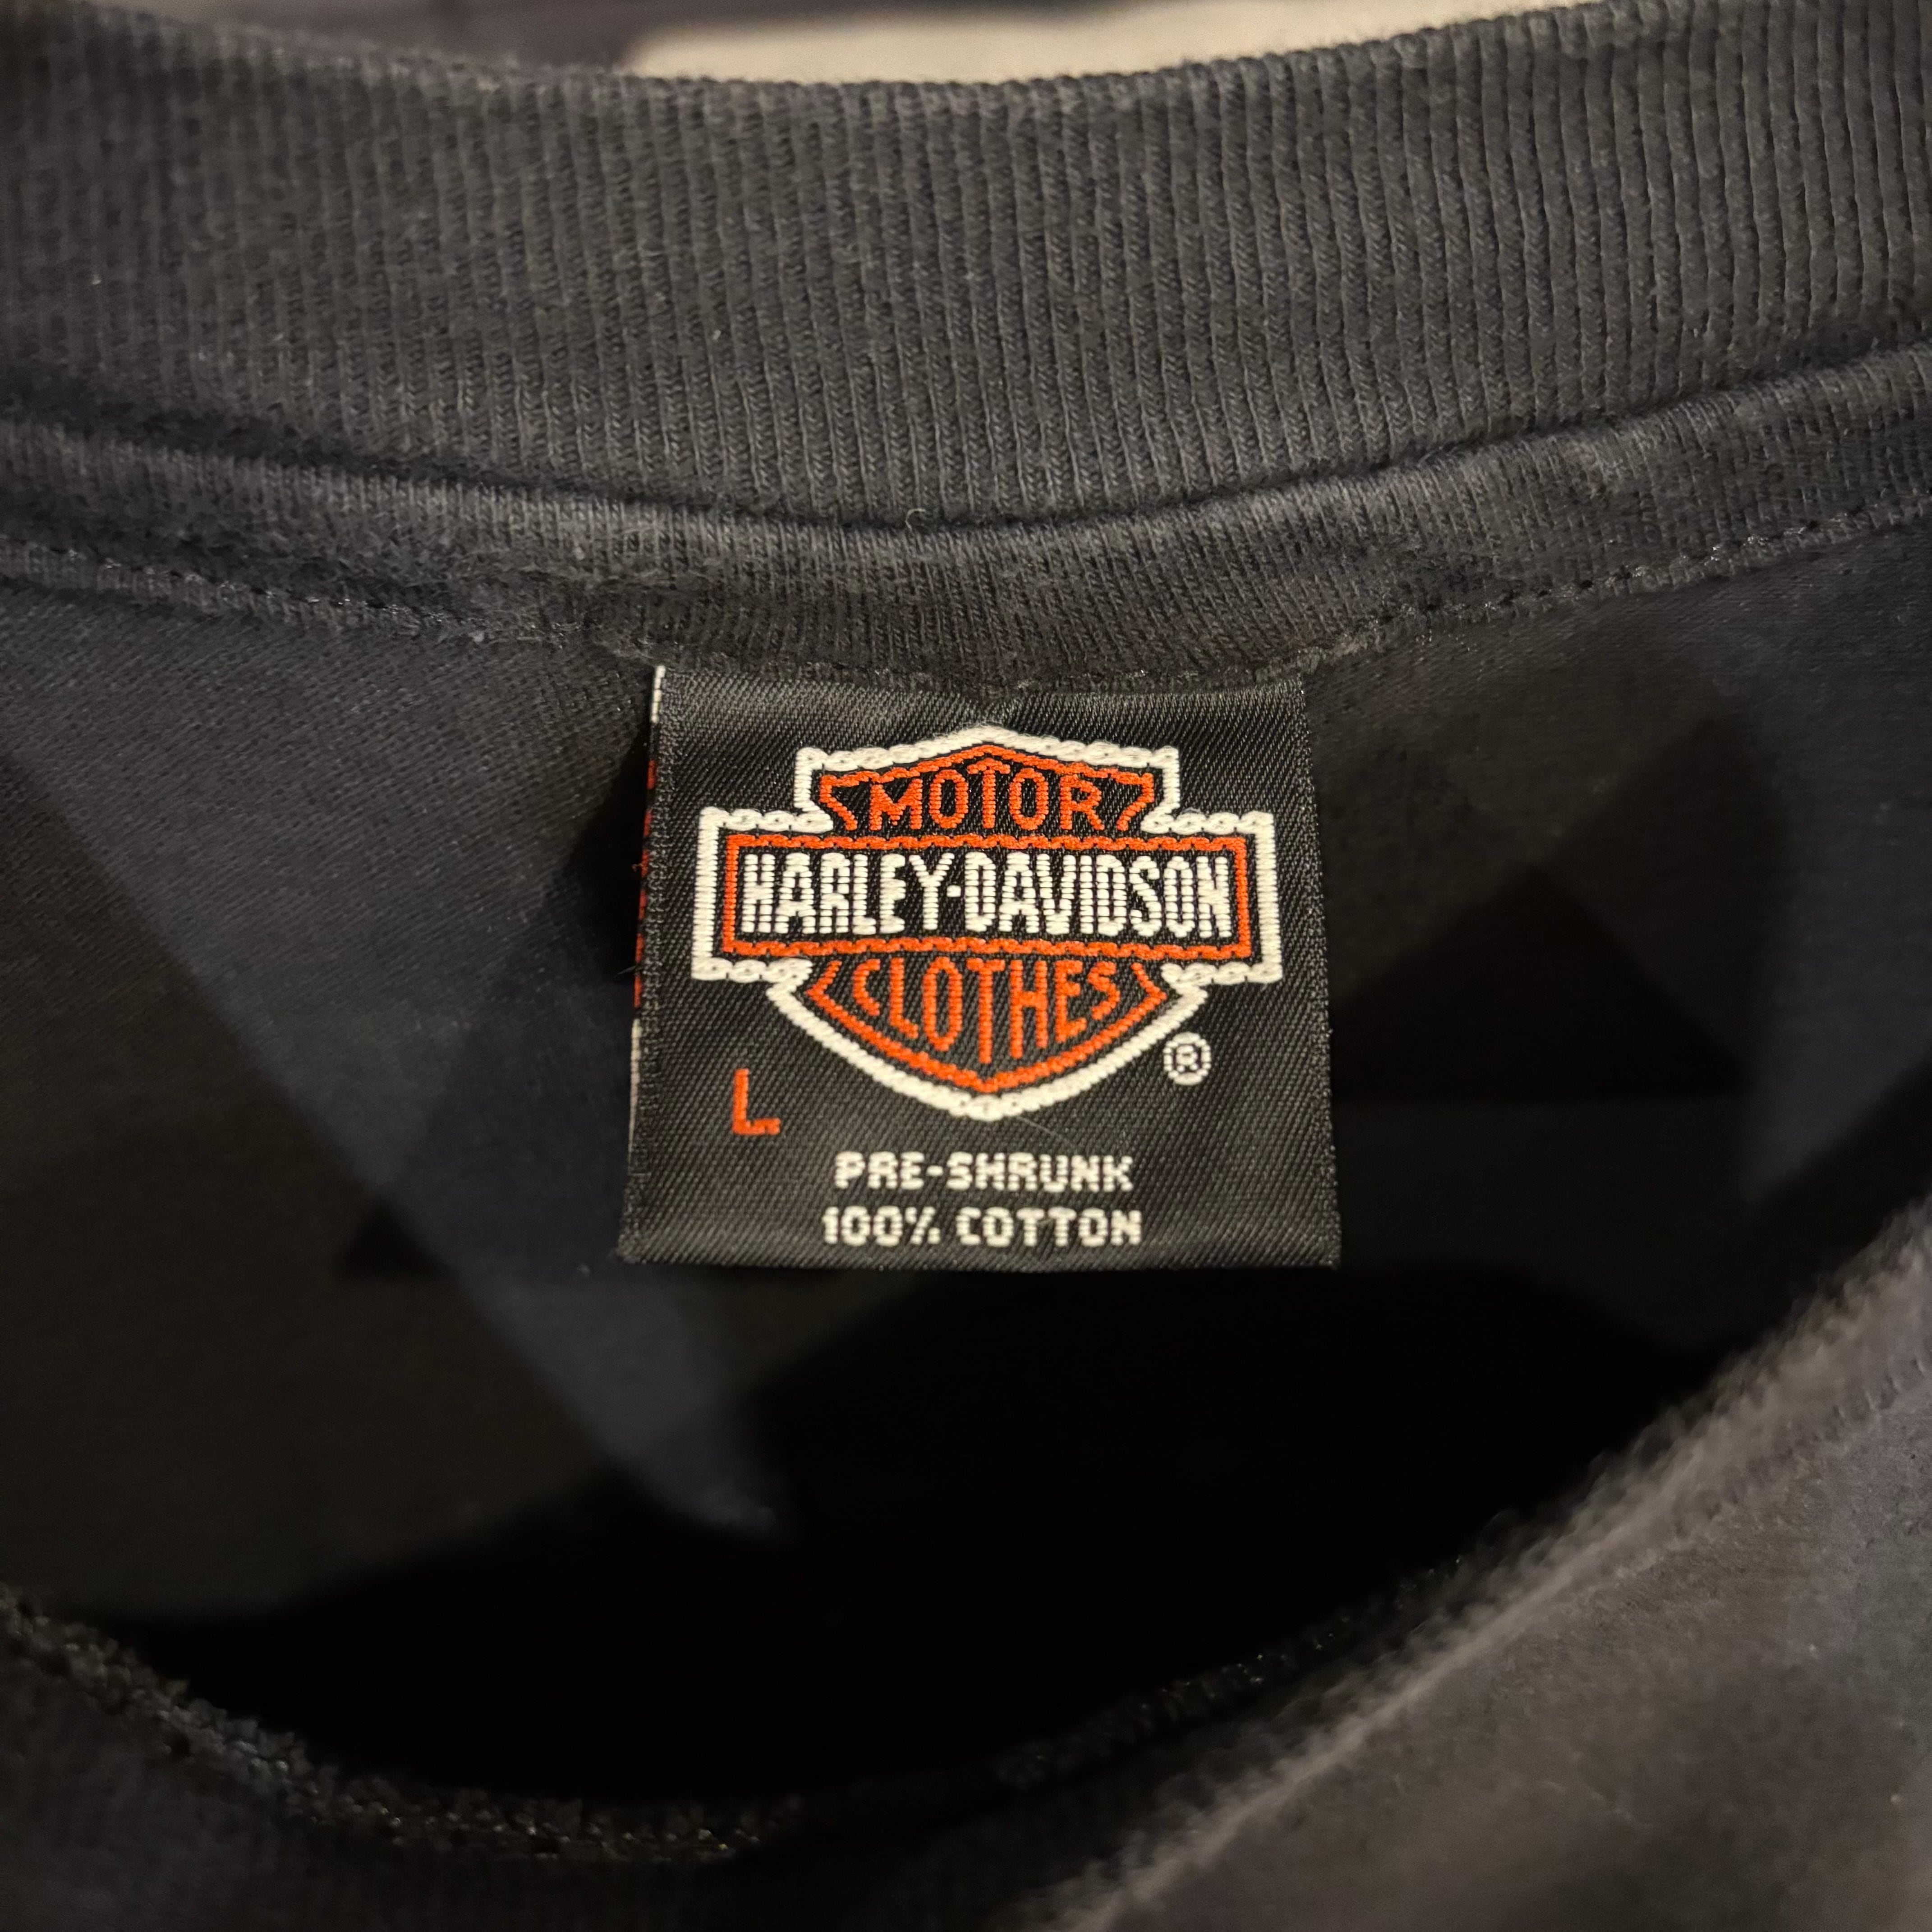 MOTOR
HARLEY-DAVIDSON
CLOTHES
®
L
PRE-SHRUNK
100% COTTON